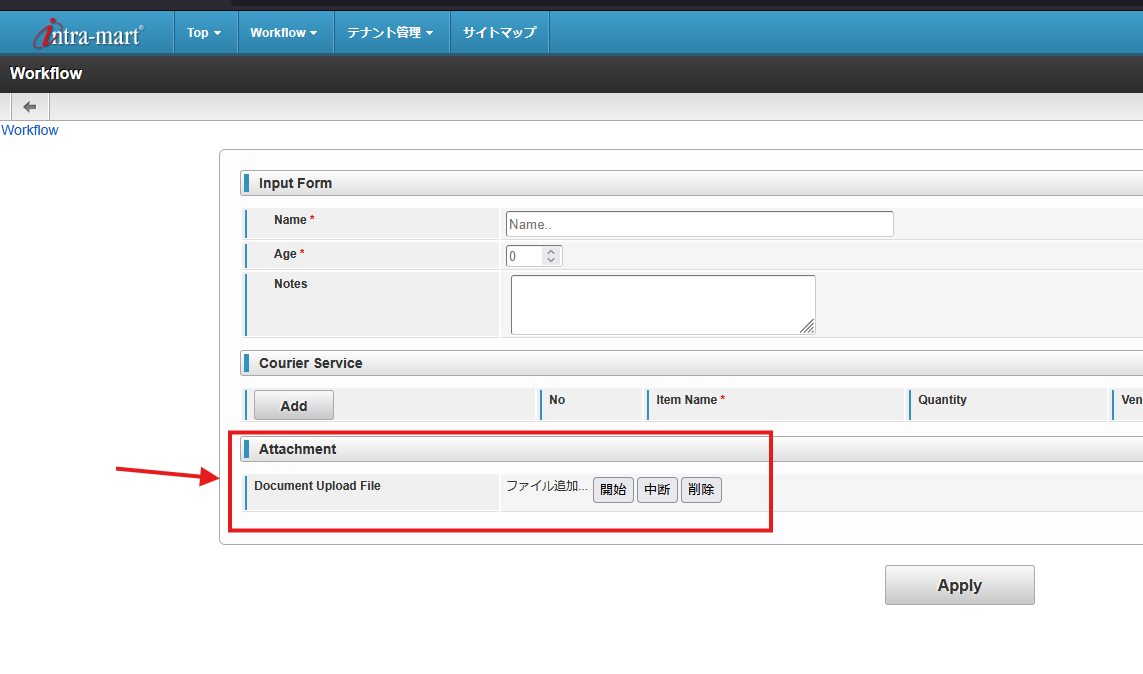 intra-mart® Top Workflow テナント管理 サイトマップ
Workflow
Workflow
Input Form
Name * Name..
Age * 0
Notes
Courier Service
Add No Item Name * Quantity Ven
Attachment
Document Upload File ファイル追加... 開始 中断 削除
Apply